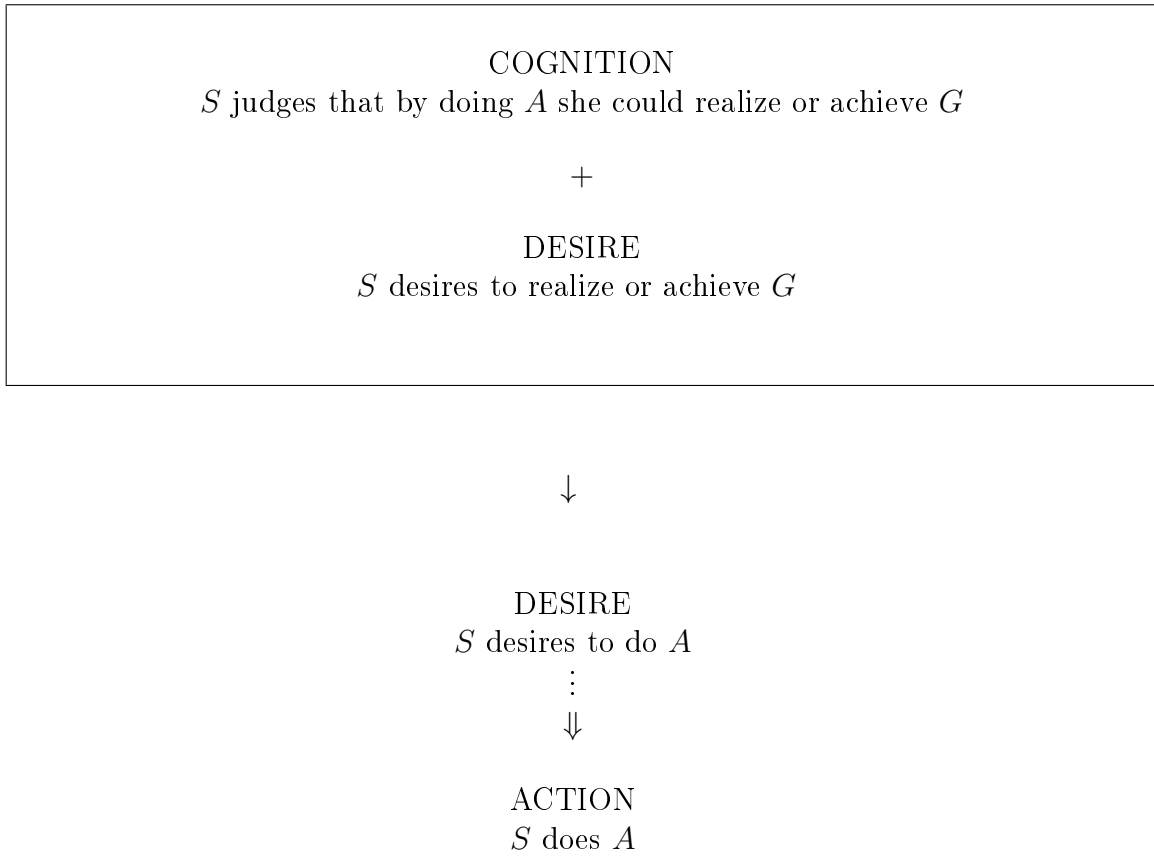 COGNITION
S judges that by doing A she could realize or achieve G
+
DESIRE
S desires to realize or achieve G
↓
DESIRE
S desires to do A
⋮
⇓
ACTION
S does A